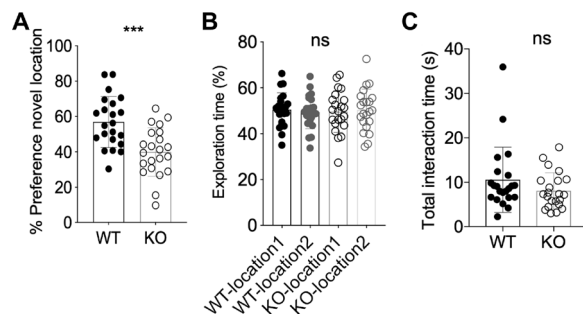 A
***
% Preference novel location
100
80
60
40
20
0
WT
KO
B
ns
Exploration time (%)
80
60
40
20
0
WT-location1
WT-location2
KO-location1
KO-location2
C
ns
Total interaction time (s)
40
30
20
10
0
WT
KO